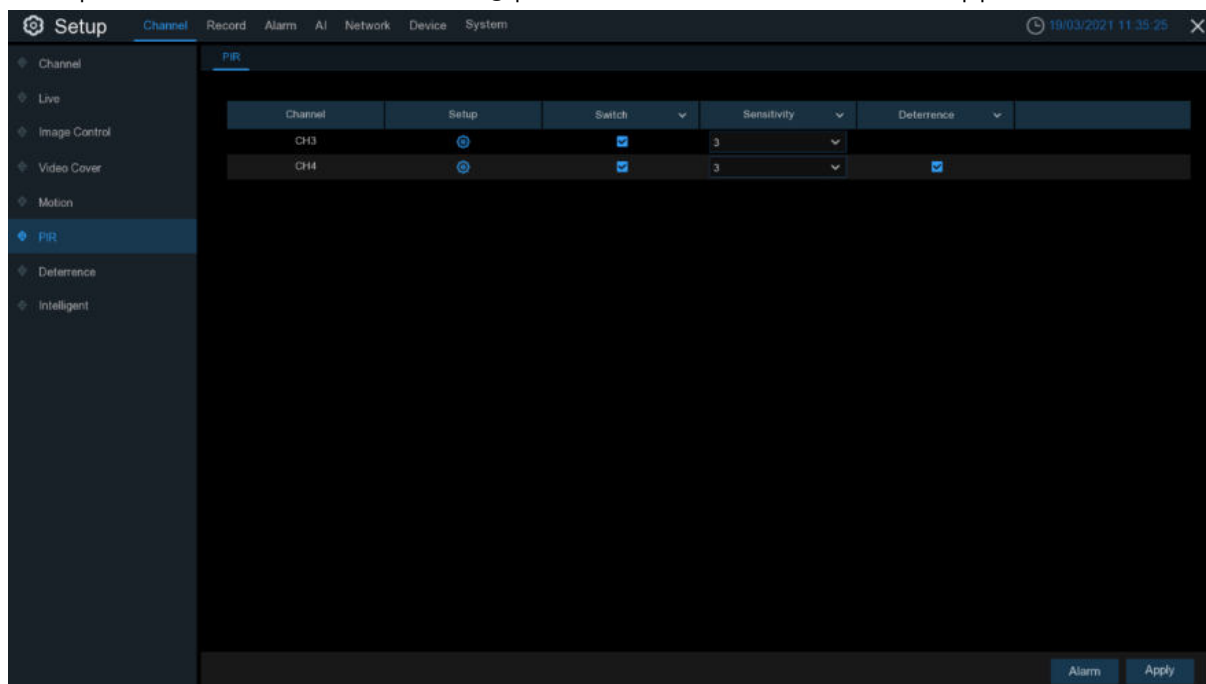 Setup Channel Record Alarm AI Network Device System 19/03/2021 11:35:25
Channel
Live
Image Control
Video Cover
Motion
PIR
Deterrence
Intelligent
PIR
Channel Setup Switch Sensitivity Deterrence
CH3 3
CH4 3
Alarm Apply